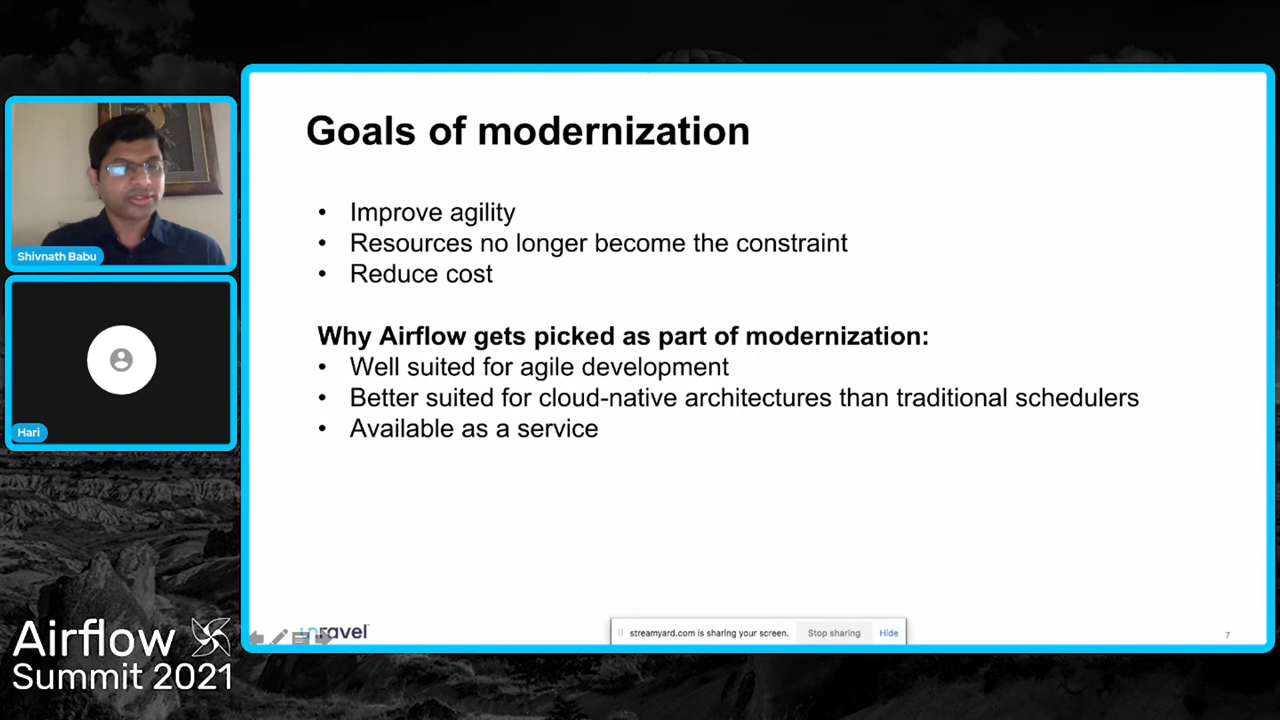 Goals of modernization
• Improve agility
• Resources no longer become the constraint
• Reduce cost
Why Airflow gets picked as part of modernization:
• Well suited for agile development
• Better suited for cloud-native architectures than traditional schedulers
• Available as a service
Shivnath Babu
Hari
unravel
streamyard.com is sharing your screen. Stop sharing Hide
7
Airflow
Summit 2021